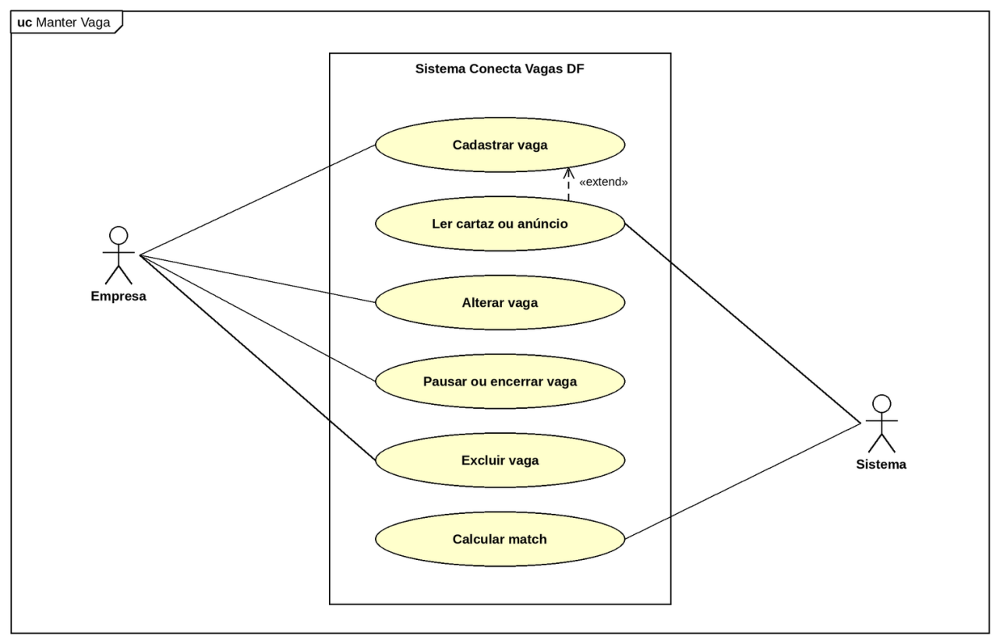 uc Manter Vaga
Sistema Conecta Vagas DF
Cadastrar vaga
«extend»
Ler cartaz ou anúncio
Empresa
Alterar vaga
Pausar ou encerrar vaga
Excluir vaga
Sistema
Calcular match